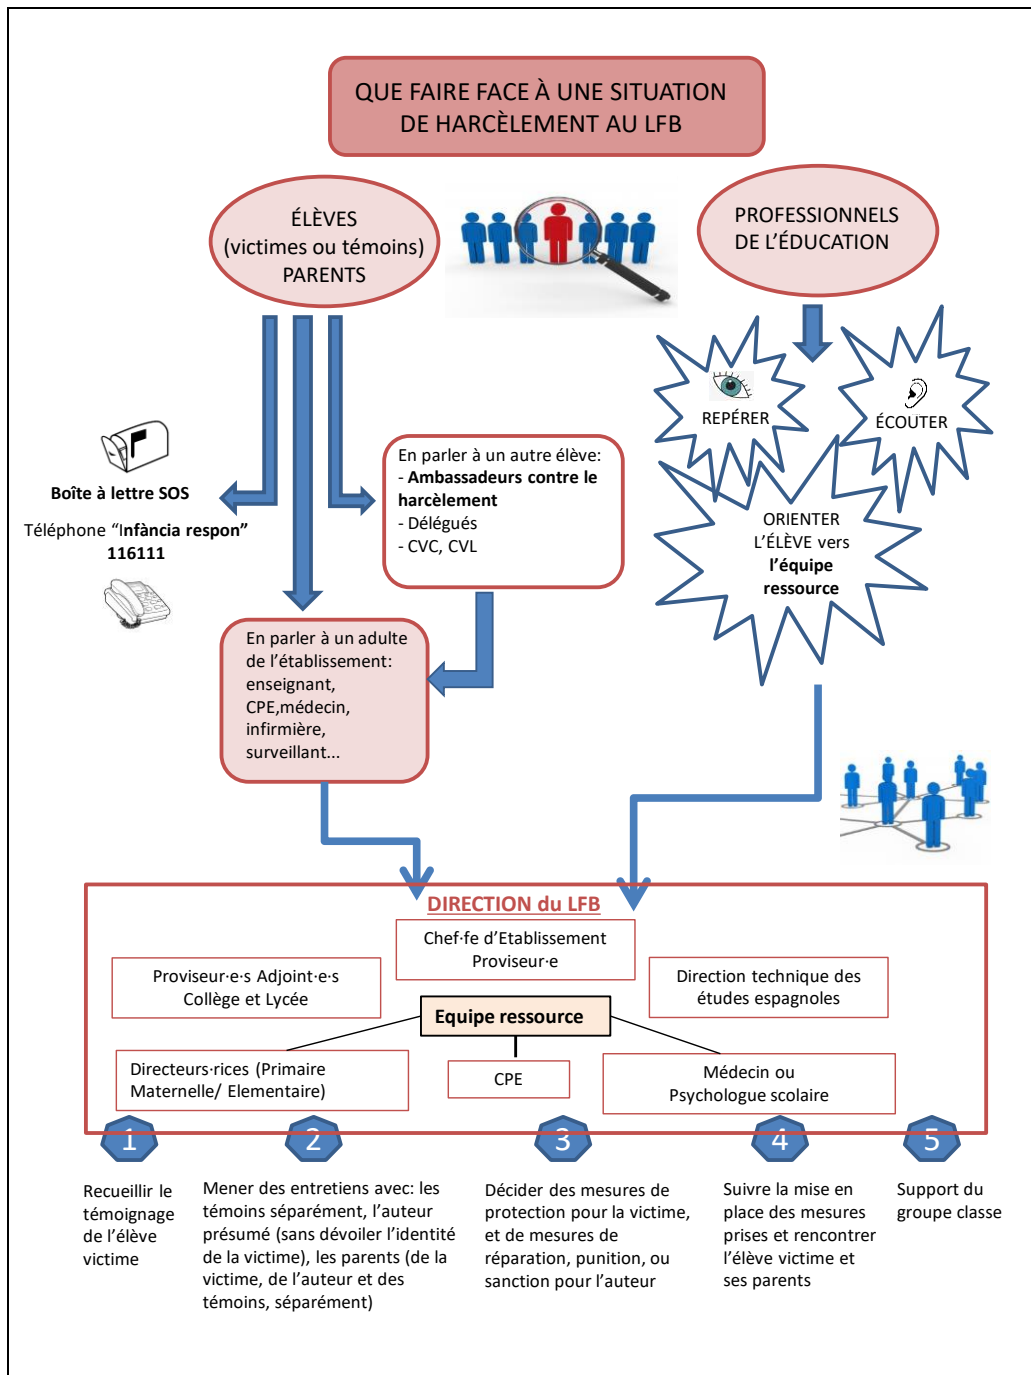 QUE FAIRE FACE À UNE SITUATION
DE HARCÈLEMENT AU LFB
ÉLÈVES
(victimes ou témoins)
PARENTS
PROFESSIONNELS
DE L’ÉDUCATION
REPÉRER
ÉCOUTER
ORIENTER
L’ÉLÈVE vers
l’équipe
ressource
Boîte à lettre SOS
Téléphone “Infància respon”
116111
En parler à un autre élève:
- Ambassadeurs contre le
harcèlement
- Délégués
- CVC, CVL
En parler à un adulte
de l’établissement:
enseignant,
CPE,médecin,
infirmière,
surveillant...
DIRECTION du LFB
Chef·fe d’Etablissement
Proviseur·e
Proviseur·e·s Adjoint·e·s
Collège et Lycée
Direction technique des
études espagnoles
Equipe ressource
Directeurs·rices (Primaire
Maternelle/ Elementaire)
CPE
Médecin ou
Psychologue scolaire
1
Recueillir le
témoignage
de l’élève
victime
2
Mener des entretiens avec: les
témoins séparément, l’auteur
présumé (sans dévoiler l’identité
de la victime), les parents (de la
victime, de l’auteur et des
témoins, séparément)
3
Décider des mesures de
protection pour la victime,
et de mesures de
réparation, punition, ou
sanction pour l’auteur
4
Suivre la mise en
place des mesures
prises et rencontrer
l’élève victime et
ses parents
5
Support du
groupe classe